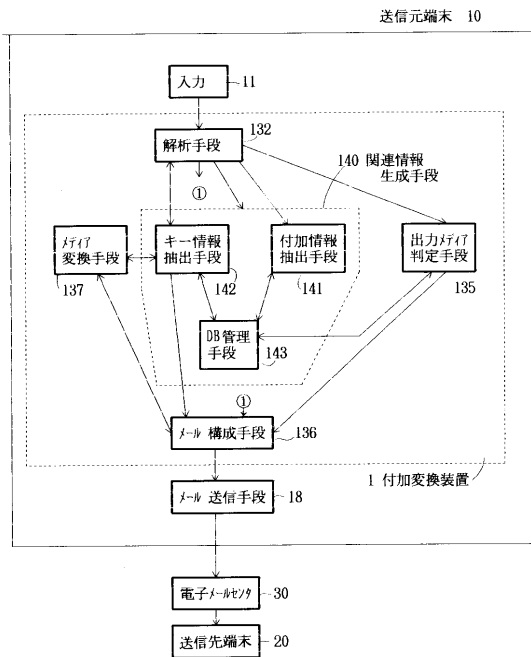 送信元端末 10
入力
11
解析手段
132
①
140 関連情報
生成手段
ﾒﾃﾞｨｱ
変換手段
137
キー情報
抽出手段
142
付加情報
抽出手段
141
出力ﾒﾃﾞｨｱ
判定手段
135
DB管理
手段
143
①
ﾒｰﾙ 構成手段
136
1 付加変換装置
ﾒｰﾙ 送信手段
18
電子ﾒｰﾙｾﾝﾀ
30
送信先端末
20